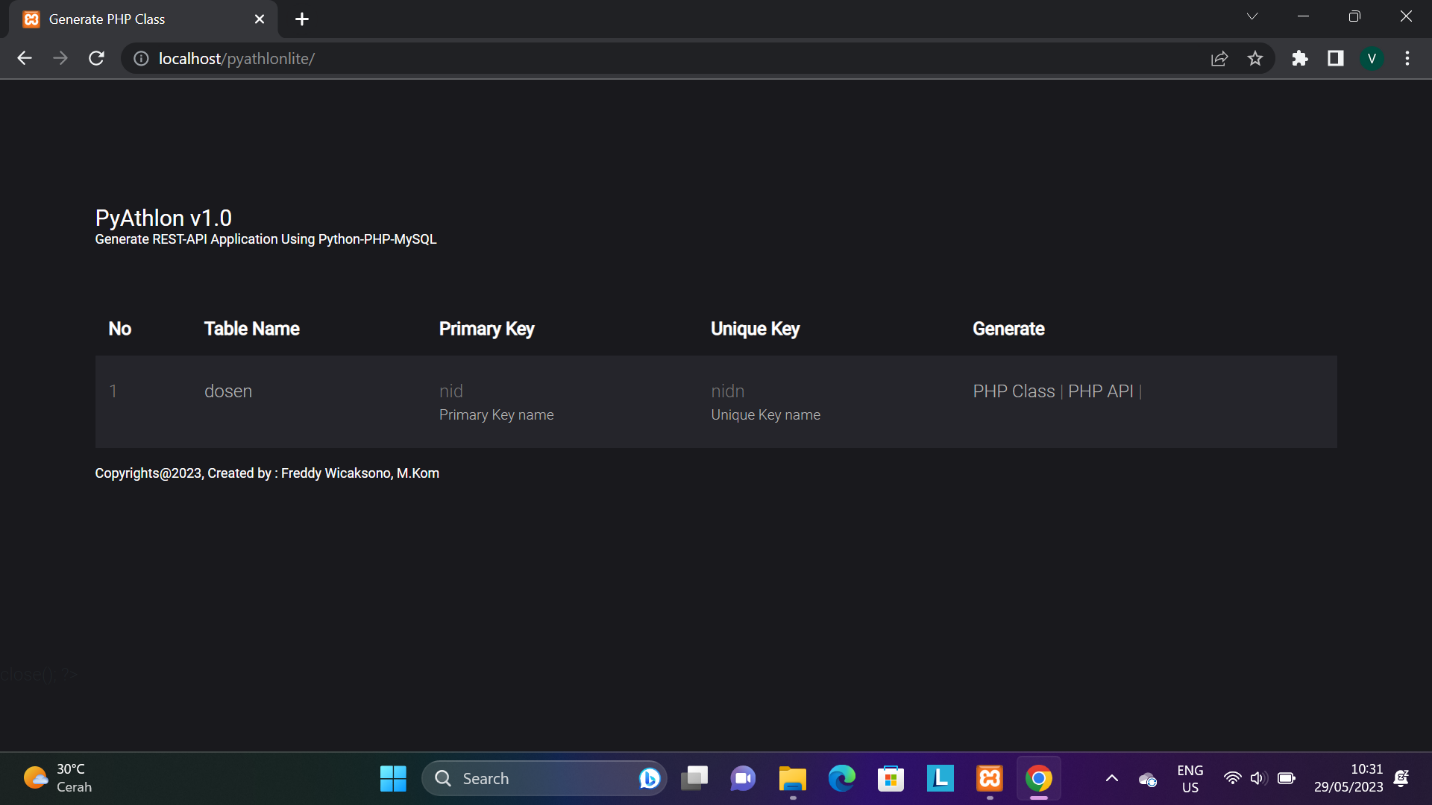 Generate PHP Class
localhost/pyathlonlite/
V
PyAthlon v1.0
Generate REST-API Application Using Python-PHP-MySQL
No Table Name Primary Key Unique Key Generate
1 dosen nid nidn PHP Class | PHP API |
Primary Key name Unique Key name
Copyrights@2023, Created by : Freddy Wicaksono, M.Kom
close(); ?>
30°C
Cerah
Search
L
ENG
US
10:31
29/05/2023